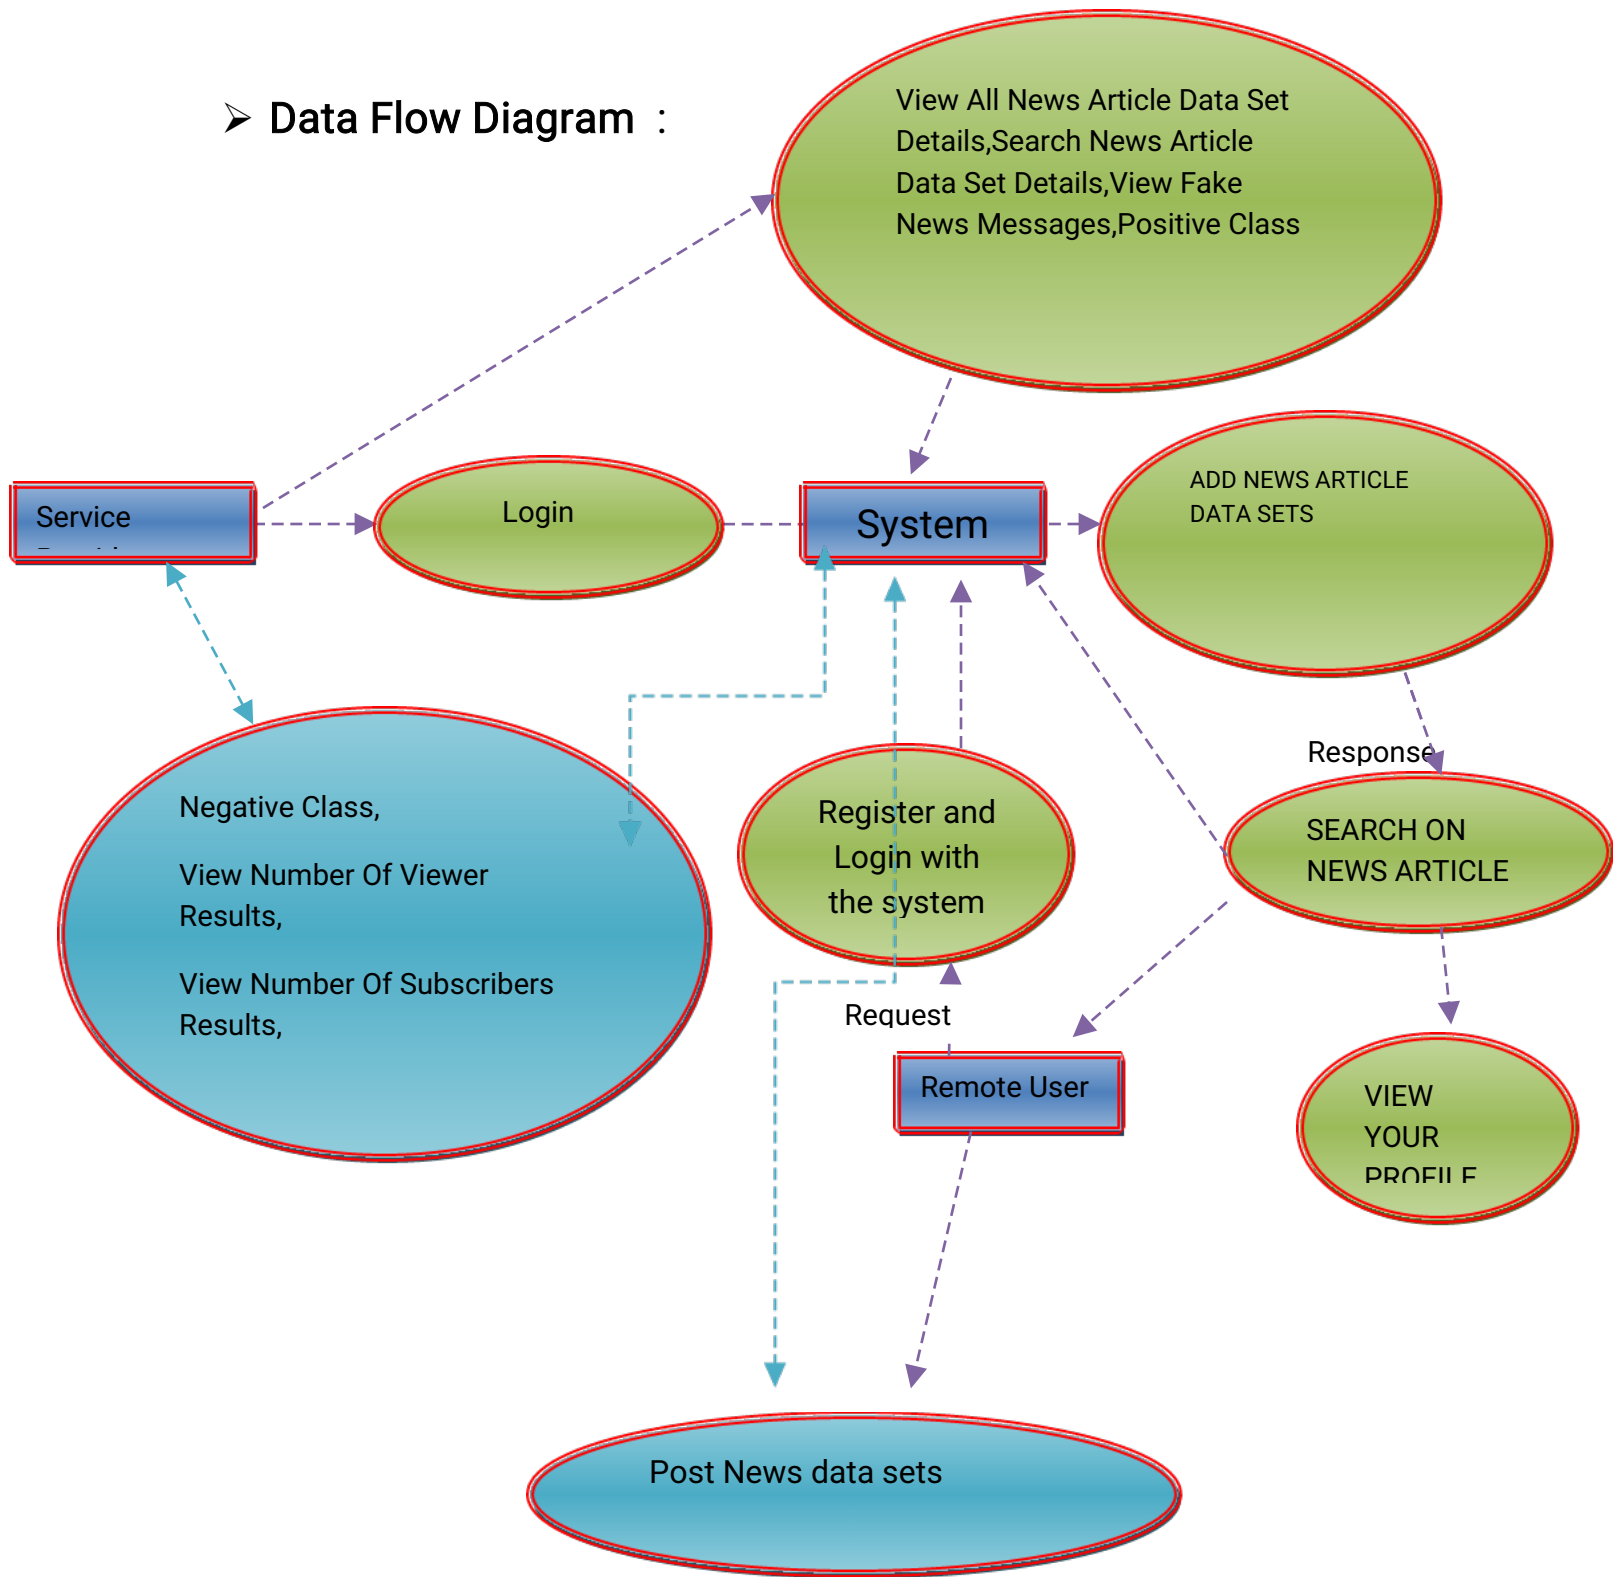 ➢ Data Flow Diagram :
View All News Article Data Set
Details,Search News Article
Data Set Details,View Fake
News Messages,Positive Class
Service
Login
System
ADD NEWS ARTICLE
DATA SETS
Response
Negative Class,
View Number Of Viewer
Results,
View Number Of Subscribers
Results,
Register and
Login with
the system
SEARCH ON
NEWS ARTICLE
Request
Remote User
VIEW
YOUR
PROFILE
Post News data sets